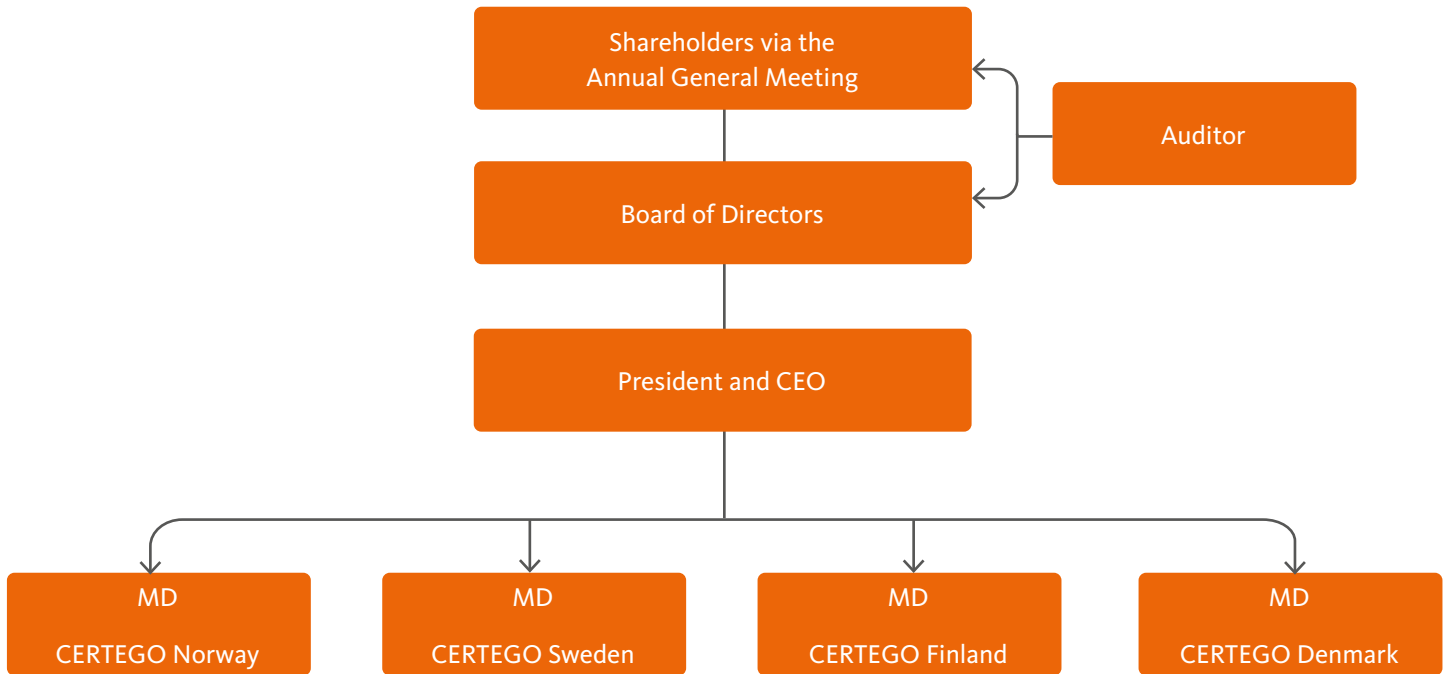 Shareholders via the
Annual General Meeting
Auditor
Board of Directors
President and CEO
MD
CERTEGO Norway
MD
CERTEGO Sweden
MD
CERTEGO Finland
MD
CERTEGO Denmark